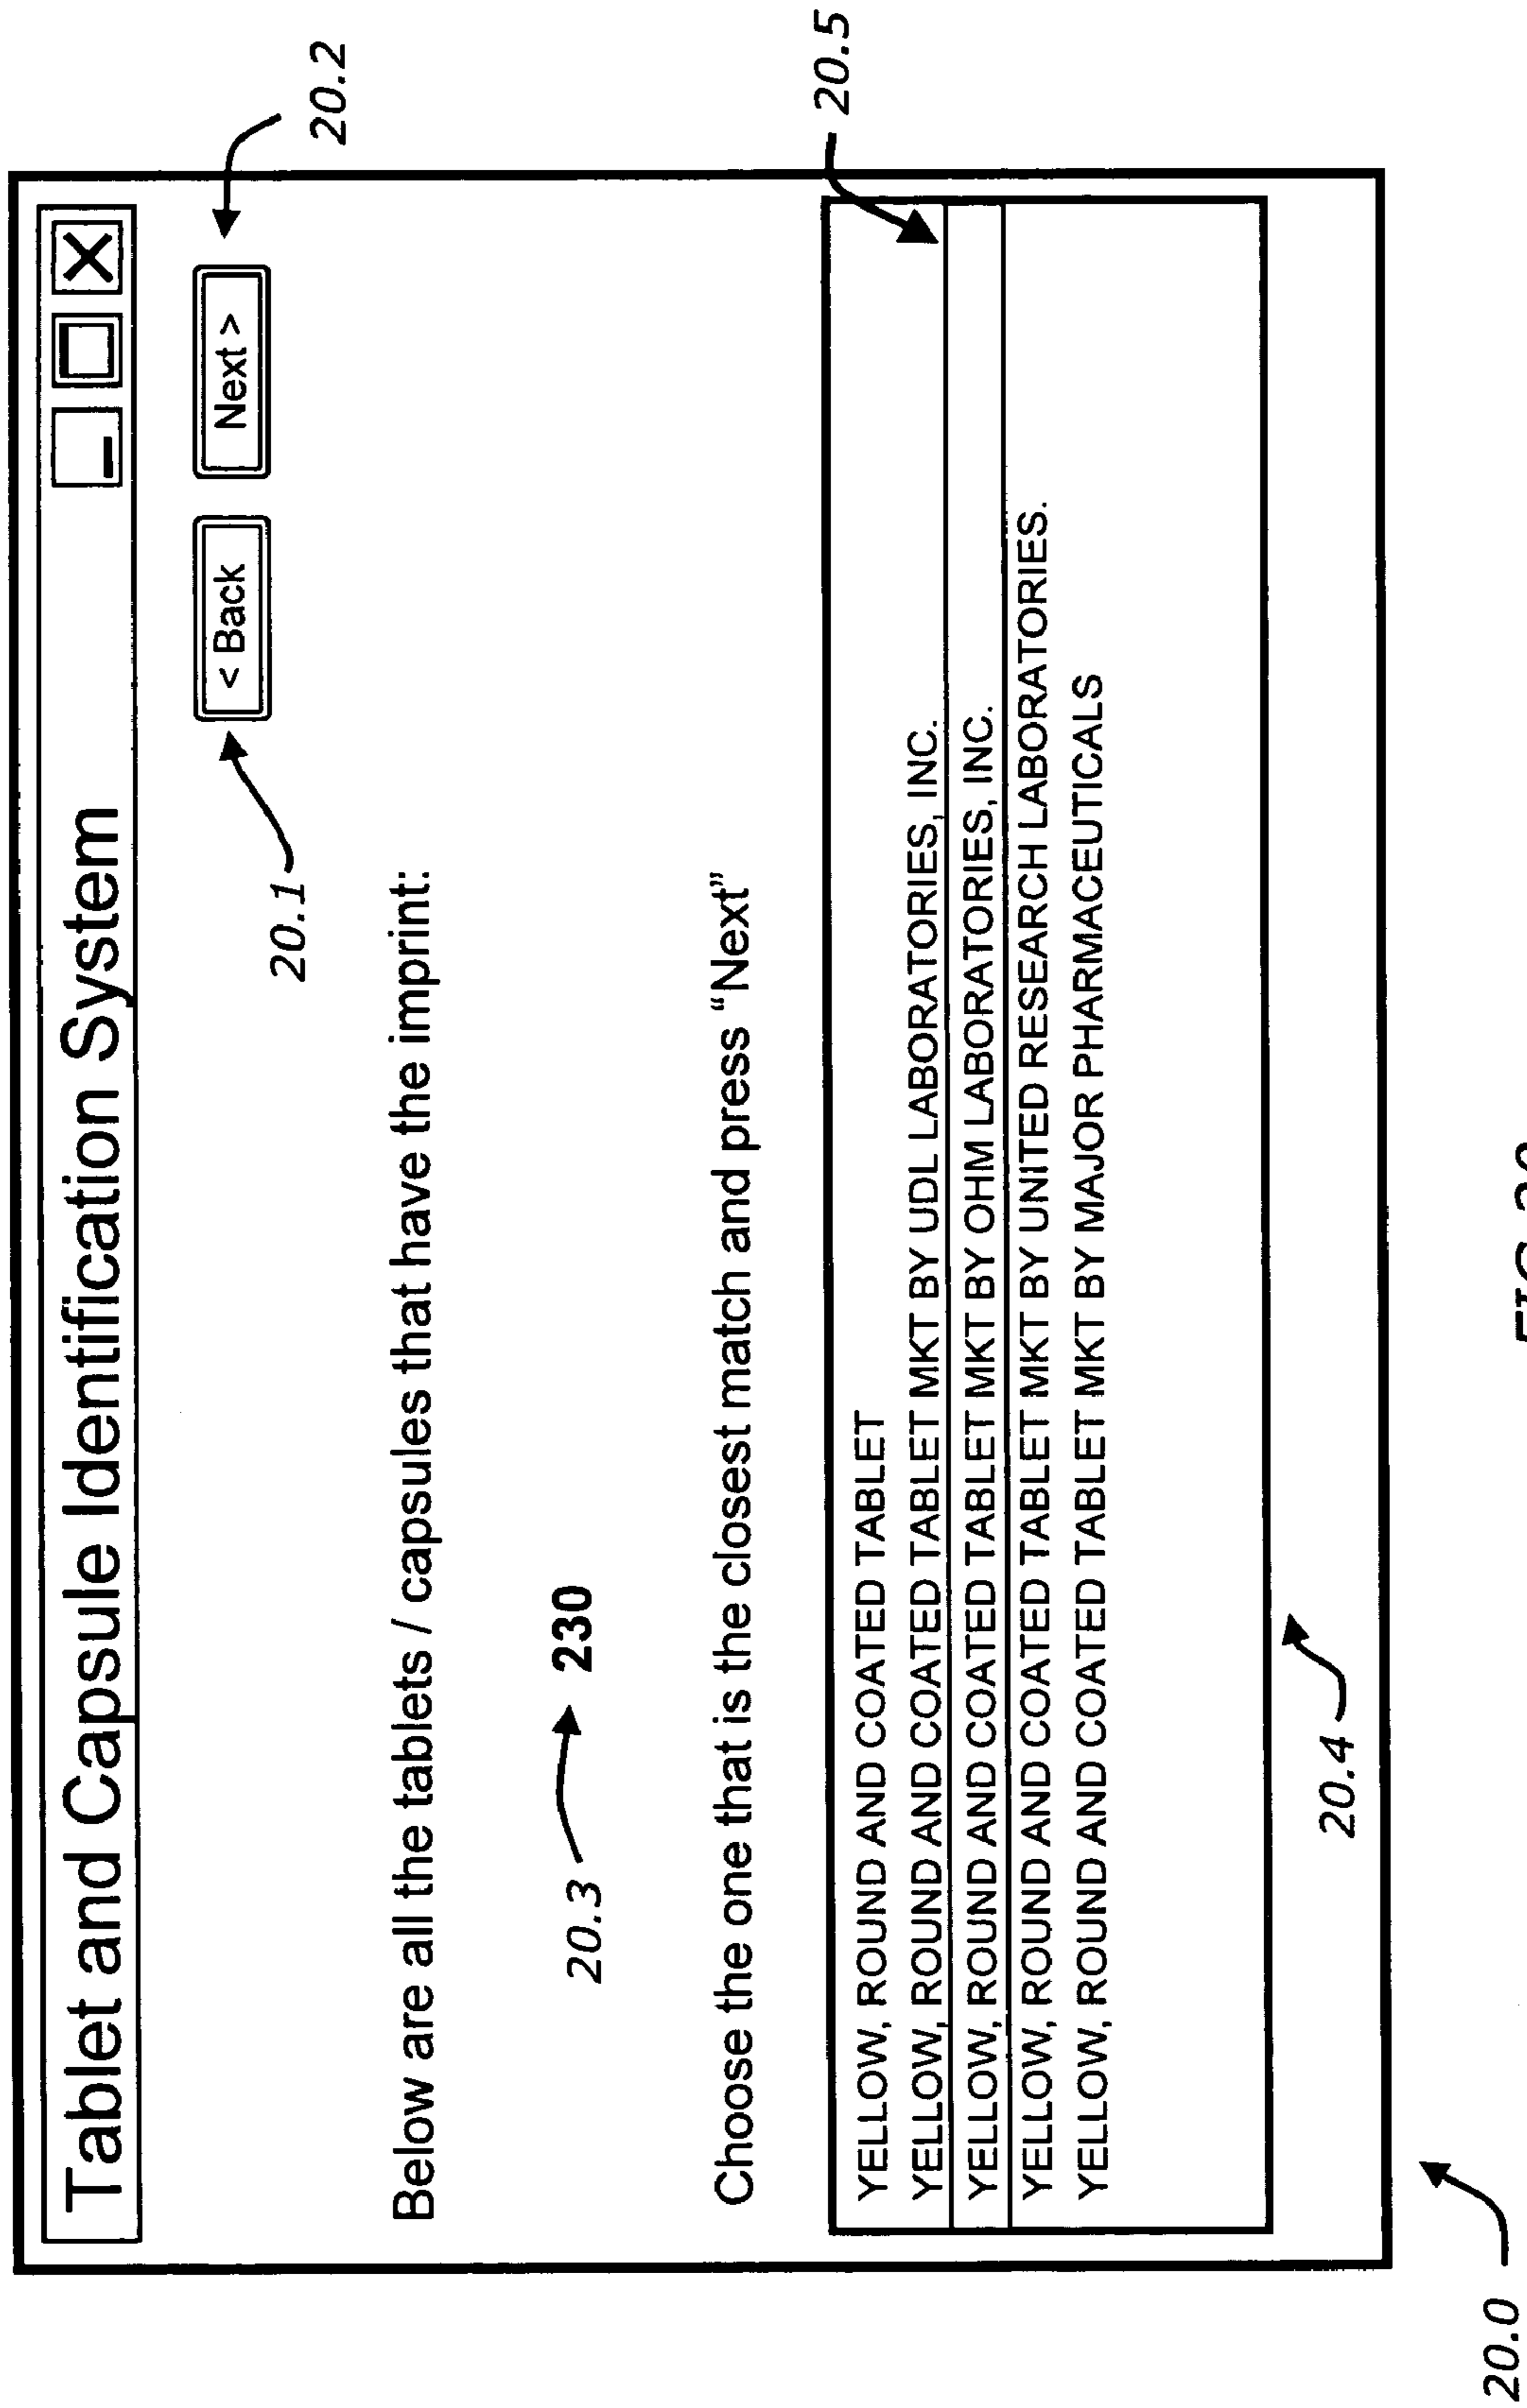 Tablet and Capsule Identification System
< Back
Next >
20.1
20.2
Below are all the tablets / capsules that have the imprint:
20.3
230
Choose the one that is the closest match and press “Next”
20.5
YELLOW, ROUND AND COATED TABLET
YELLOW, ROUND AND COATED TABLET MKT BY UDL LABORATORIES, INC.
YELLOW, ROUND AND COATED TABLET MKT BY OHM LABORATORIES, INC.
YELLOW, ROUND AND COATED TABLET MKT BY UNITED RESEARCH LABORATORIES.
YELLOW, ROUND AND COATED TABLET MKT BY MAJOR PHARMACEUTICALS
20.4
20.0